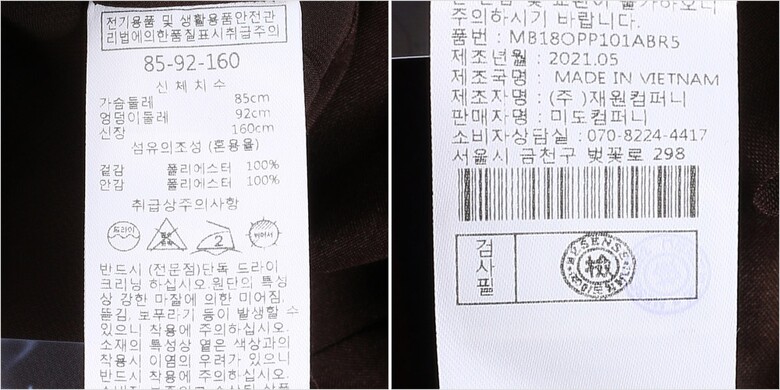 전기용품 및 생활용품안전관
리법에의한품질표시취급주의
85-92-160
신 체 치 수
가슴둘레 85cm
엉덩이둘레 92cm
신장 160cm
섬유의조성 (혼용율)
겉감 폴리에스터 100%
안감 폴리에스터 100%
취급상주의사항
드라이
2
반드시 (전문점)단독 드라이
크리닝 하십시오.원단의 특성
상 강한 마찰에 의한 미어짐,
뜯김, 보푸라기 등이 발생할 수
있으니 착용에 주의하십시오.
소재의 특성상 옅은 색상과의
착용시 이염의 우려가 있으니
반드시 착용에 주의하십시오.
주의하시기 바랍니다.
품번 : MB18OPP101ABR5
제조년월 : 2021.05
제조국명 : MADE IN VIETNAM
제조자명 : (주 )재원컴퍼니
판매자명 : 미도컴퍼니
소비자상담실 : 070-8224-4417
서울시 금천구 벚꽃로 298
검사필
檢